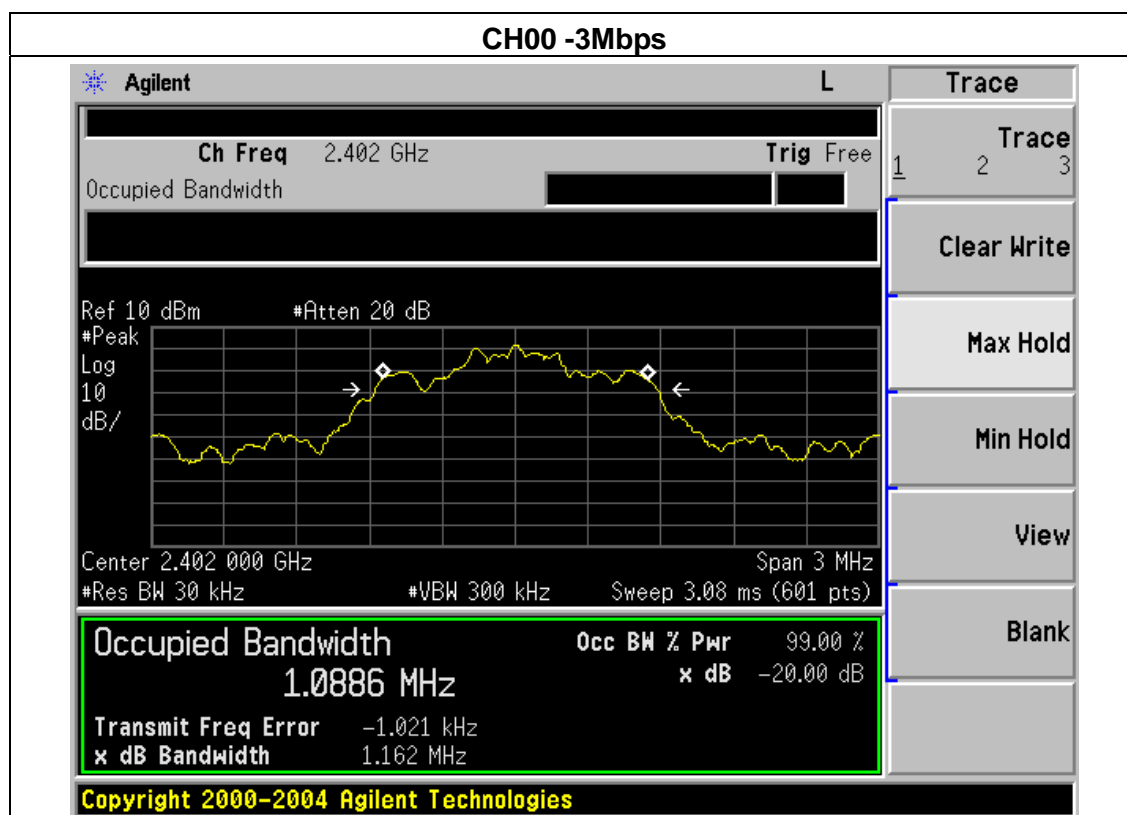 CH00 -3Mbps
Agilent L Trace
Ch Freq 2.402 GHz Trig Free
Occupied Bandwidth
Trace
1 2 3
Clear Write
Ref 10 dBm #Atten 20 dB
#Peak
Log
10
dB/
Max Hold
Min Hold
Center 2.402 000 GHz Span 3 MHz
#Res BW 30 kHz #VBW 300 kHz Sweep 3.08 ms (601 pts)
View
Occupied Bandwidth Occ BW % Pwr 99.00 %
1.0886 MHz x dB -20.00 dB
Transmit Freq Error -1.021 kHz
x dB Bandwidth 1.162 MHz
Blank
Copyright 2000-2004 Agilent Technologies